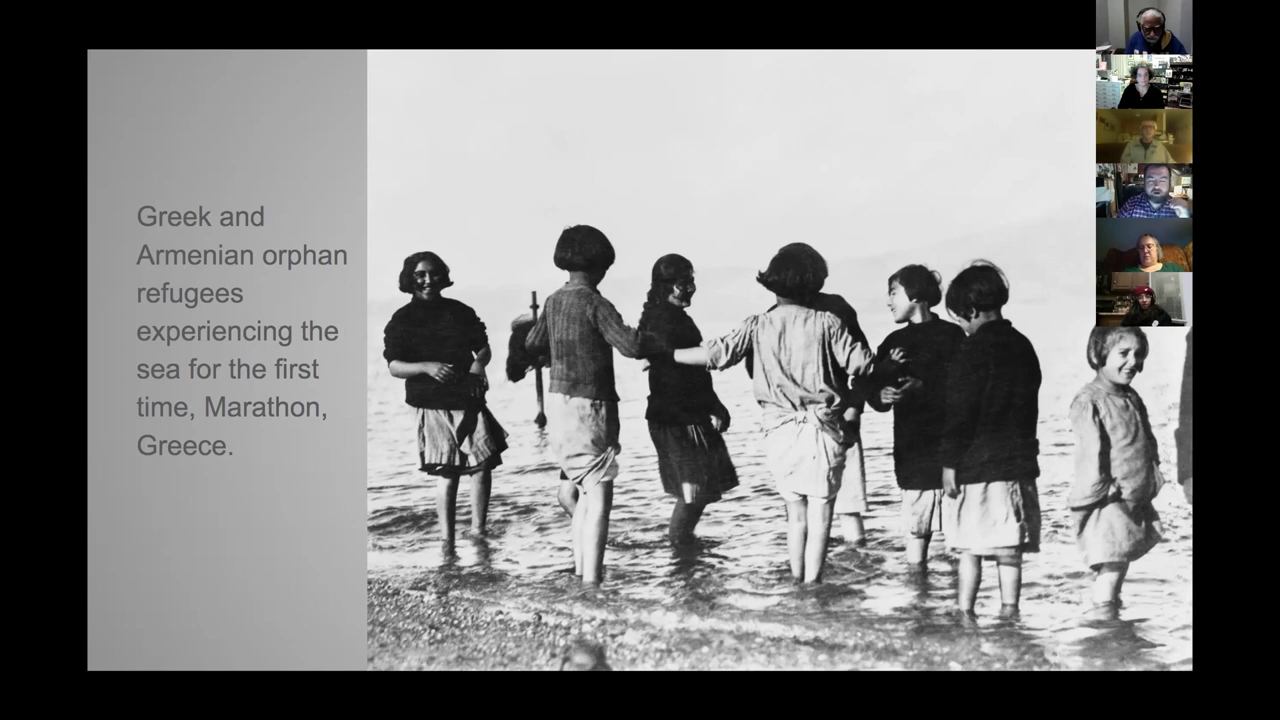 Greek and
Armenian orphan
refugees
experiencing the
sea for the first
time, Marathon,
Greece.